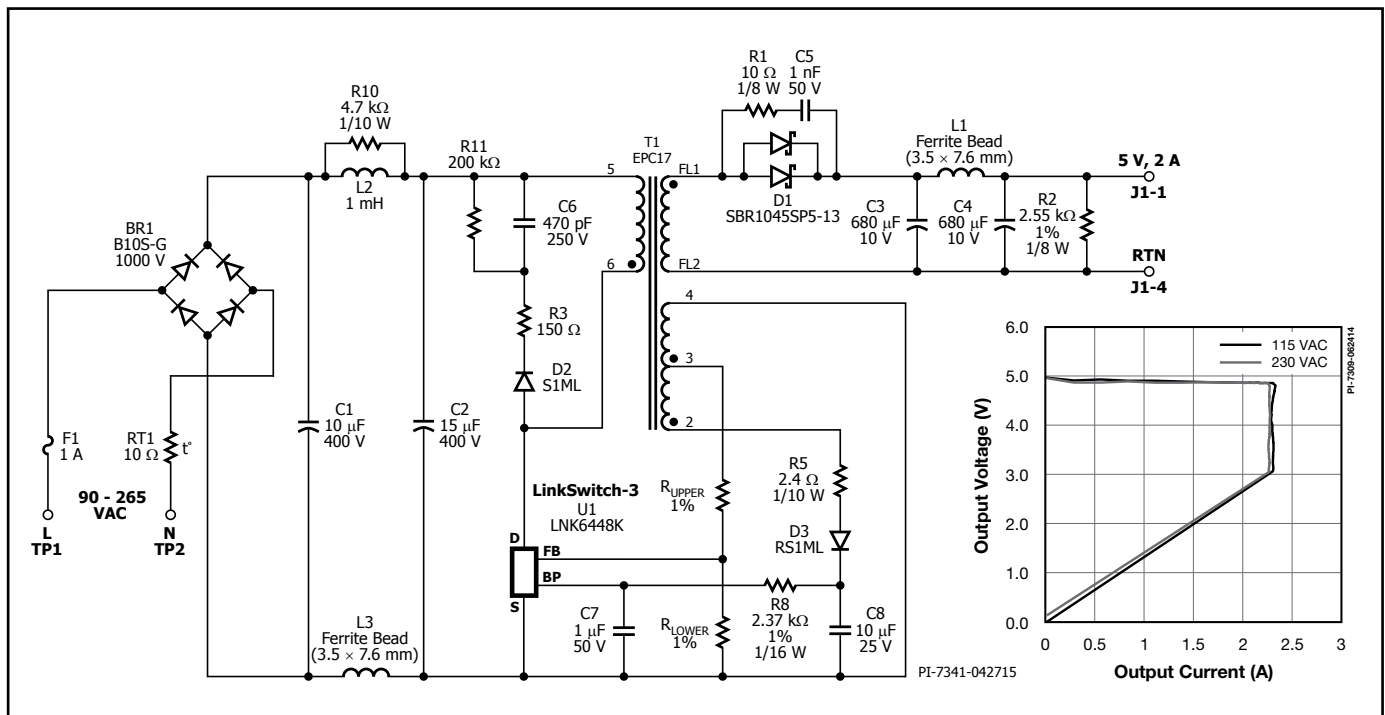 R10
4.7 kΩ
1/10 W
L2
1 mH
BR1
B10S-G
1000 V
F1
1 A
RT1
10 Ω
t°
90 - 265
VAC
L
TP1
N
TP2
C1
10 μF
400 V
L3
Ferrite Bead
(3.5 × 7.6 mm)
C2
15 μF
400 V
R11
200 kΩ
C6
470 pF
250 V
R3
150 Ω
D2
S1ML
LinkSwitch-3
U1
LNK6448K
D
FB
BP
S
C7
1 μF
50 V
T1
EPC17
5
6
FL1
FL2
4
3
2
RUPPER
1%
RLOWER
1%
R5
2.4 Ω
1/10 W
D3
RS1ML
R8
2.37 kΩ
1%
1/16 W
C8
10 μF
25 V
R1
10 Ω
1/8 W
C5
1 nF
50 V
D1
SBR1045SP5-13
L1
Ferrite Bead
(3.5 × 7.6 mm)
C3
680 μF
10 V
C4
680 μF
10 V
R2
2.55 kΩ
1%
1/8 W
5 V, 2 A
J1-1
RTN
J1-4
PI-7341-042715
Output Voltage (V)
6.0
5.0
4.0
3.0
2.0
1.0
0.0
115 VAC
230 VAC
PI-7309-062414
0 0.5 1 1.5 2 2.5 3
Output Current (A)